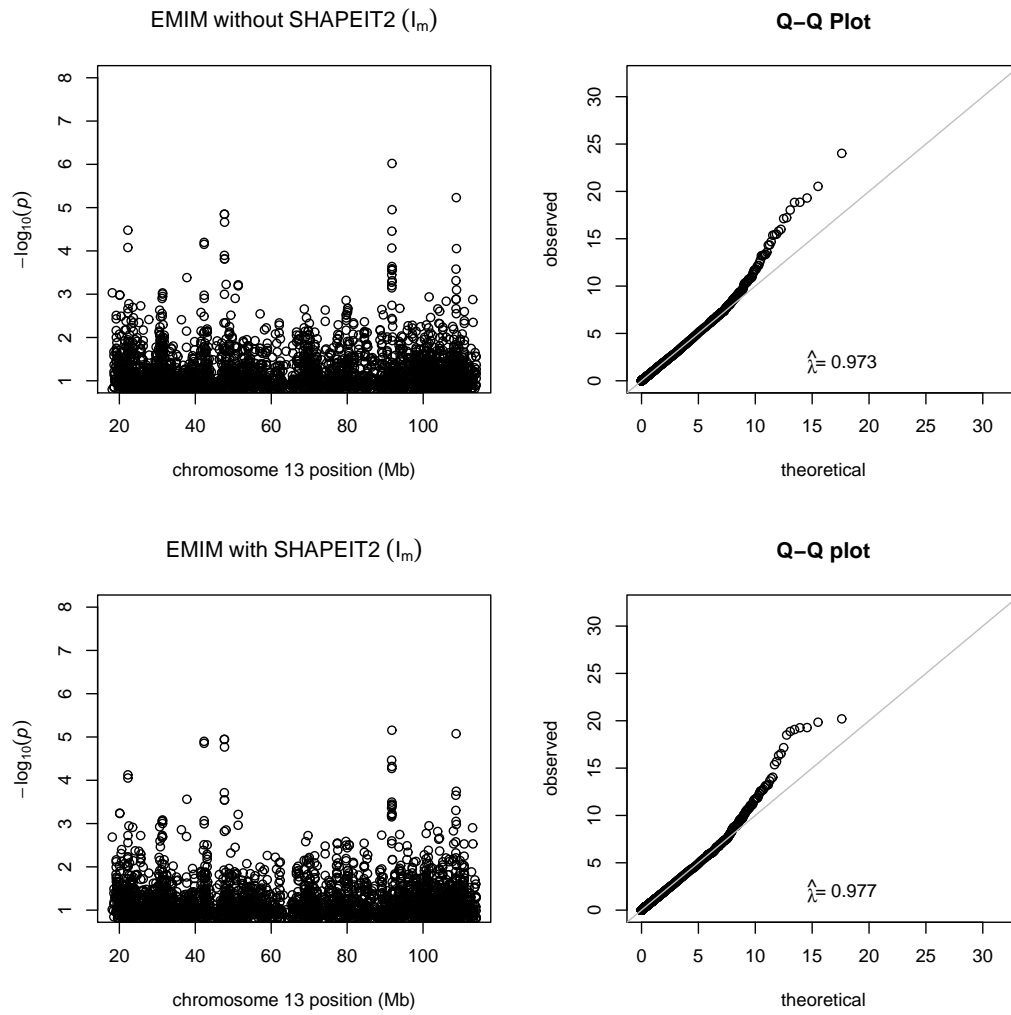 EMIM without SHAPEIT2 (Iₘ)
Q−Q Plot
8
7
6
5
4
3
2
1
−log₁₀(p)
20 40 60 80 100
chromosome 13 position (Mb)
30
25
20
15
10
5
0
observed
λ̂= 0.973
0 5 10 15 20 25 30
theoretical
EMIM with SHAPEIT2 (Iₘ)
Q−Q plot
8
7
6
5
4
3
2
1
−log₁₀(p)
20 40 60 80 100
chromosome 13 position (Mb)
30
25
20
15
10
5
0
observed
λ̂= 0.977
0 5 10 15 20 25 30
theoretical